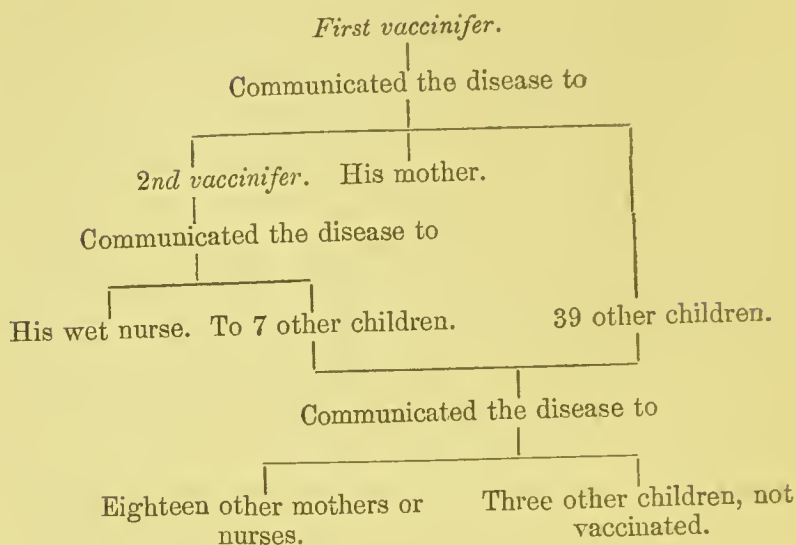 First vaccinifer.
Communicated the disease to
2nd vaccinifer. His mother.
Communicated the disease to
His wet nurse. To 7 other children. 39 other children.
Communicated the disease to
Eighteen other mothers or nurses.
Three other children, not vaccinated.